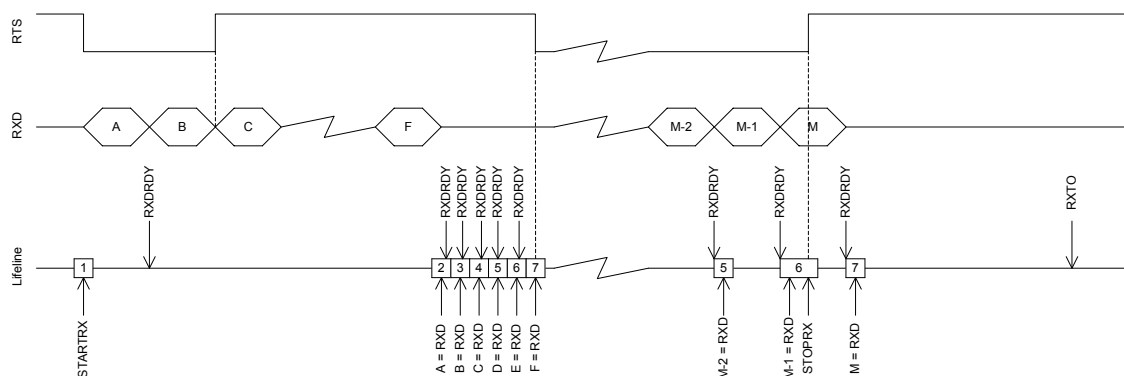 RTS
RXD
A
B
C
F
M-2
M-1
M
Lifeline
RXDRDY
RXDRDY
RXDRDY
RXDRDY
RXDRDY
RXDRDY
RXDRDY
RXDRDY
RXDRDY
RXTO
1
2
3
4
5
6
7
5
6
7
STARTRX
A = RXD
B = RXD
C = RXD
D = RXD
E = RXD
F = RXD
M-2 = RXD
M-1 = RXD
STOPRX
M = RXD